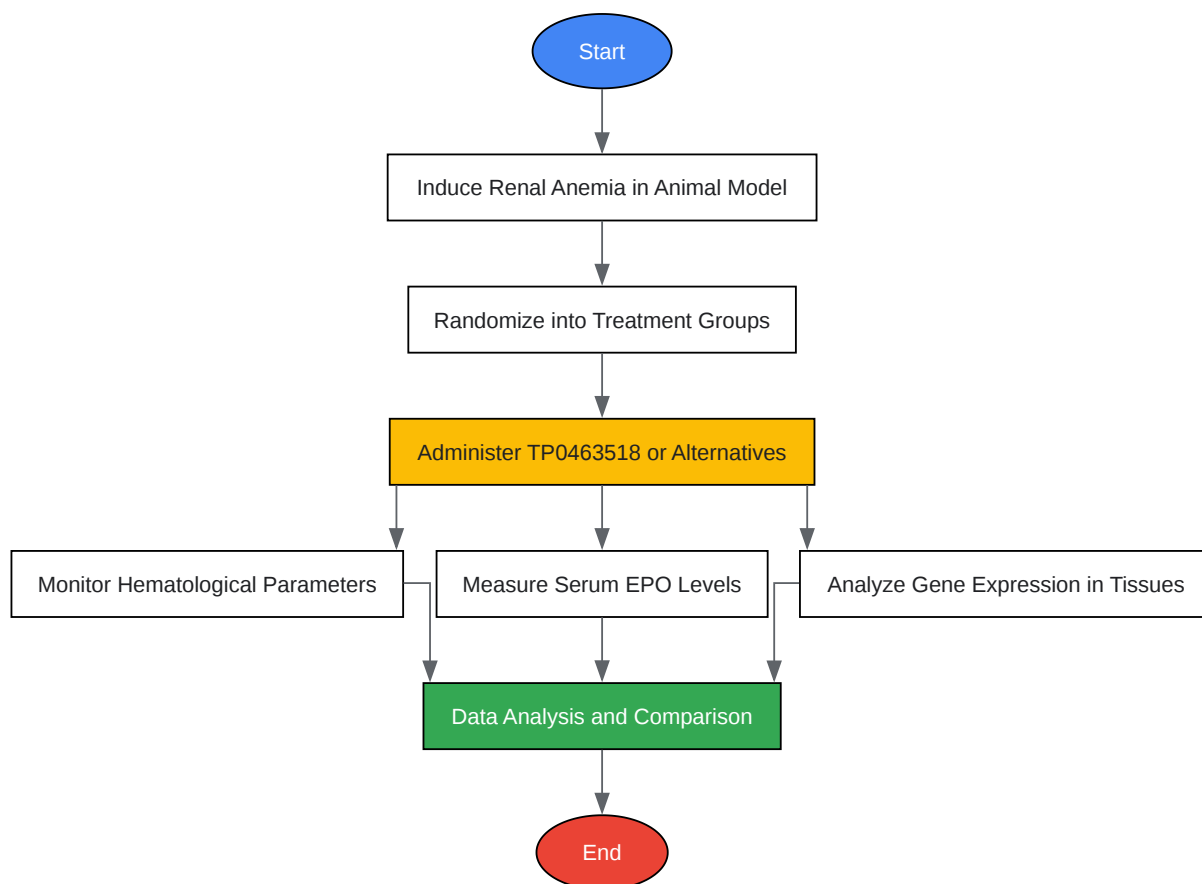 Start
Induce Renal Anemia in Animal Model
Randomize into Treatment Groups
Administer TP0463518 or Alternatives
Monitor Hematological Parameters
Measure Serum EPO Levels
Analyze Gene Expression in Tissues
Data Analysis and Comparison
End